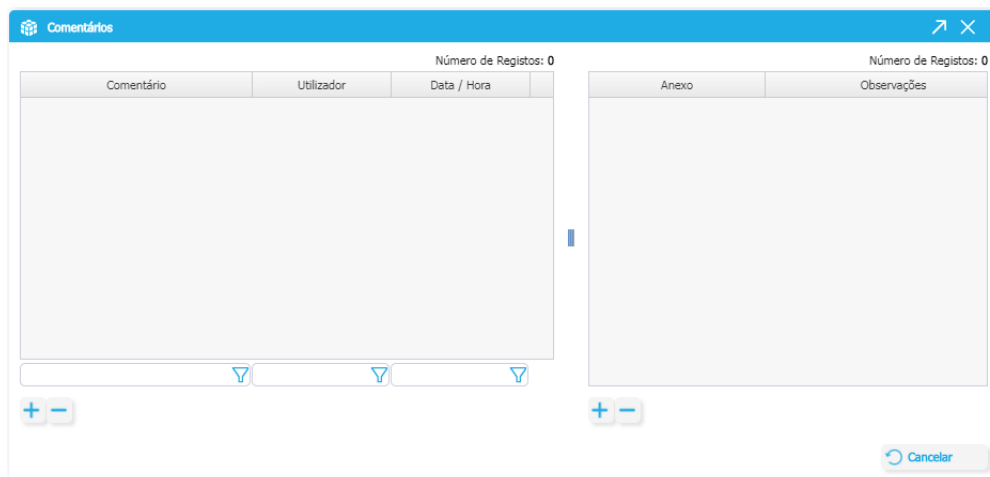 Comentários
Número de Registos: 0
Comentário Utilizador Data / Hora
Número de Registos: 0
Anexo Observações
Cancelar